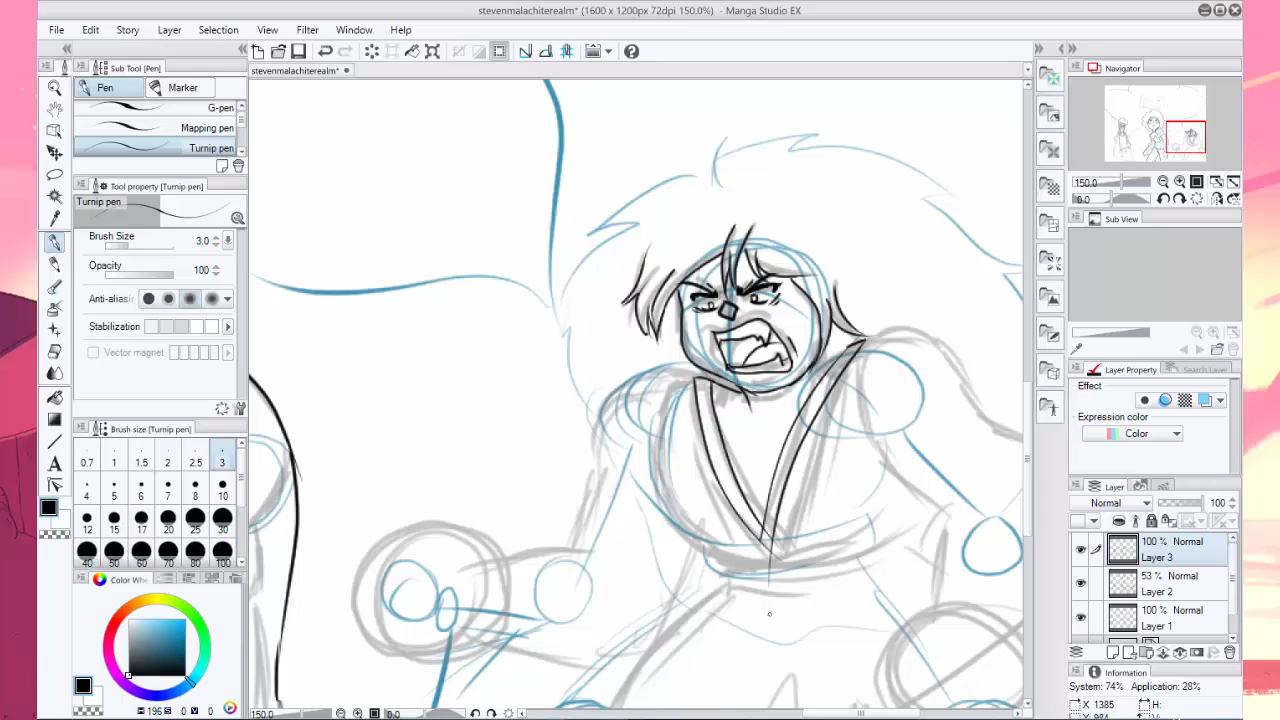 stevenmalachiterealm* (1600 x 1200px 72dpi 150.0%) - Manga Studio EX
File Edit Story Layer Selection View Filter Window Help
Sub Tool [Pen]
stevenmalachiterealm*
Navigator
Pen Marker
G-pen
Mapping pen
Turnip pen
Tool property [Turnip pen]
Turnip pen
150.0
0.0
Sub View
Brush Size 3.0
Opacity 100
Anti-aliasin
Stabilization
Vector magnet
Layer Property Search Layer
Effect
Expression color
Color
Brush size [Turnip pen]
0.7 1 1.5 2 2.5 3
4 5 6 7 8 10
12 15 17 20 25 30
40 50 60 70 80 100
Layer
Normal 100
100 % Normal
Layer 3
53 % Normal
Layer 2
100 % Normal
Layer 1
Color Whe
Information
System: 74% Application: 28%
X 1385 W:
H:
196 S 0 V 0
150.0 0.0